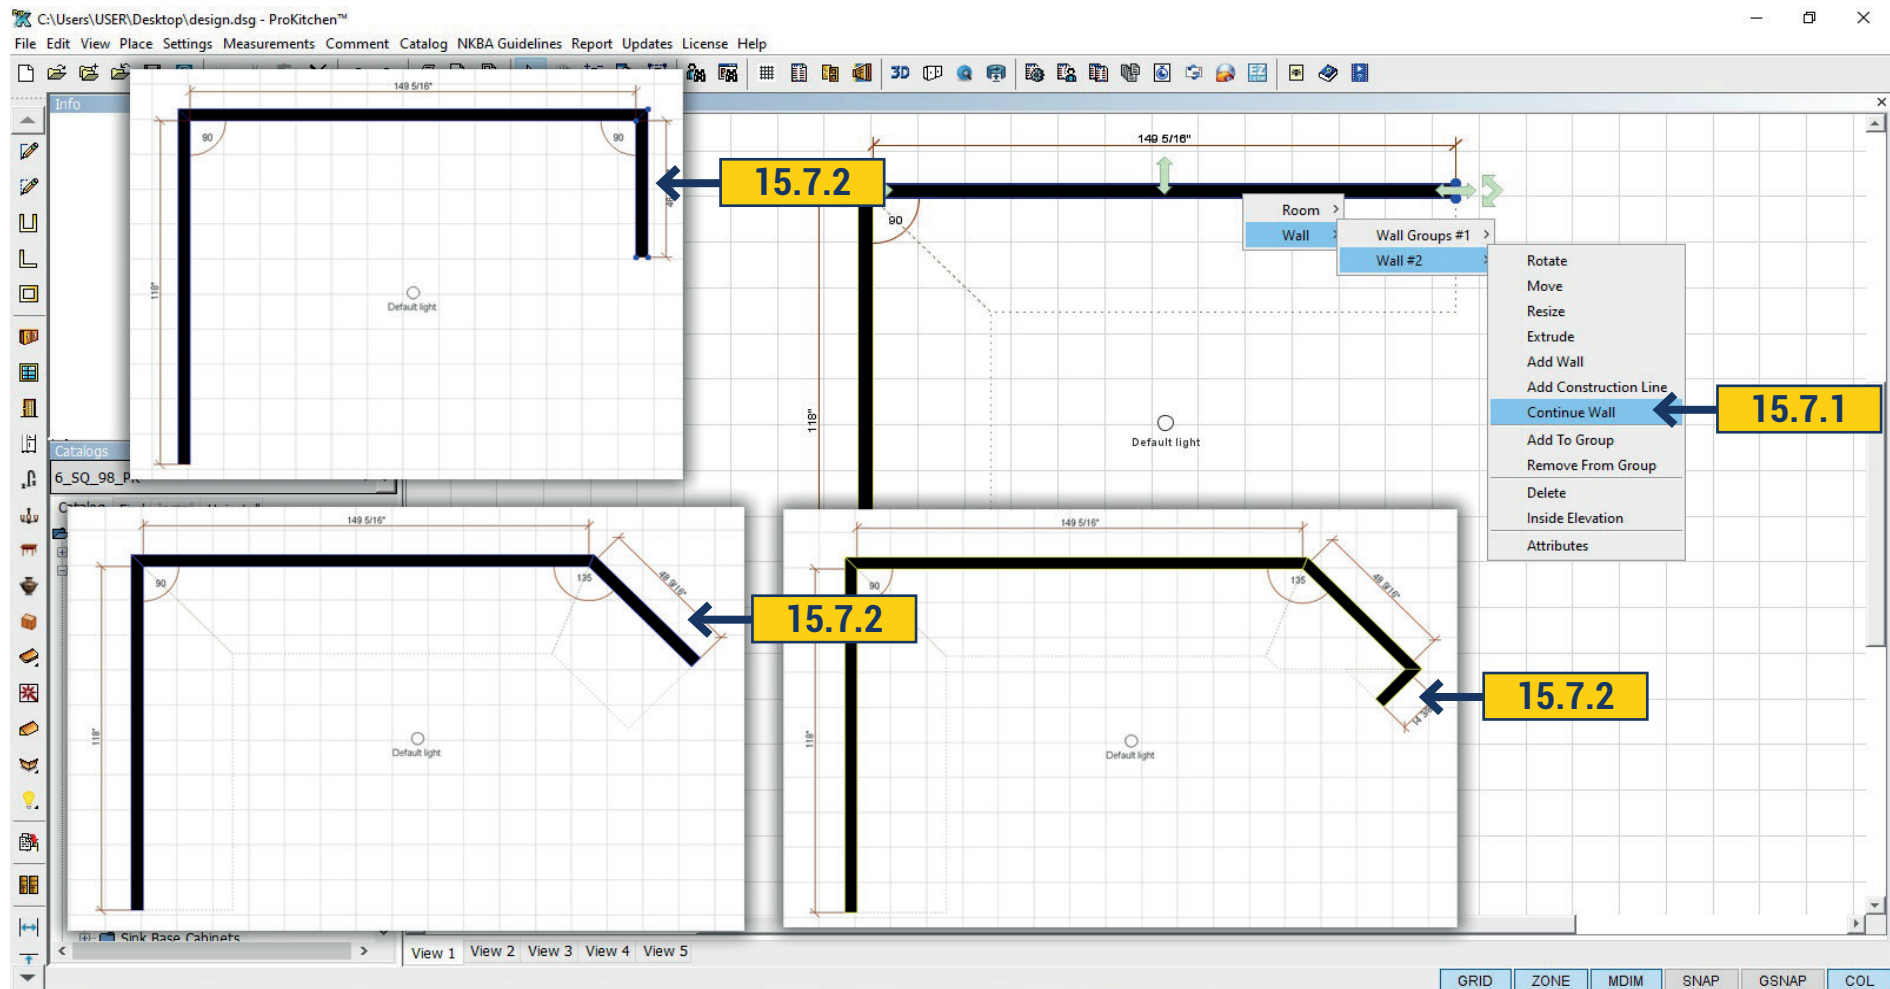 C:\Users\USER\Desktop\design.dsg - ProKitchen™
File Edit View Place Settings Measurements Comment Catalog NKBA Guidelines Report Updates License Help
3D
Info
149 5/16"
90
90
118"
Default light
15.7.2
149 5/16"
90
118"
Default light
Room >
Wall >
Wall Groups #1 >
Wall #2 >
Rotate
Move
Resize
Extrude
Add Wall
Add Construction Line
Continue Wall
Add To Group
Remove From Group
Delete
Inside Elevation
Attributes
15.7.1
Catalogs
6_SQ_98_PK
149 5/16"
90
135
48 9/16"
118"
Default light
15.7.2
149 5/16"
90
135
48 9/16"
118"
Default light
15.7.2
Sink Base Cabinets
View 1 View 2 View 3 View 4 View 5
GRID ZONE MDIM SNAP GSNAP COL